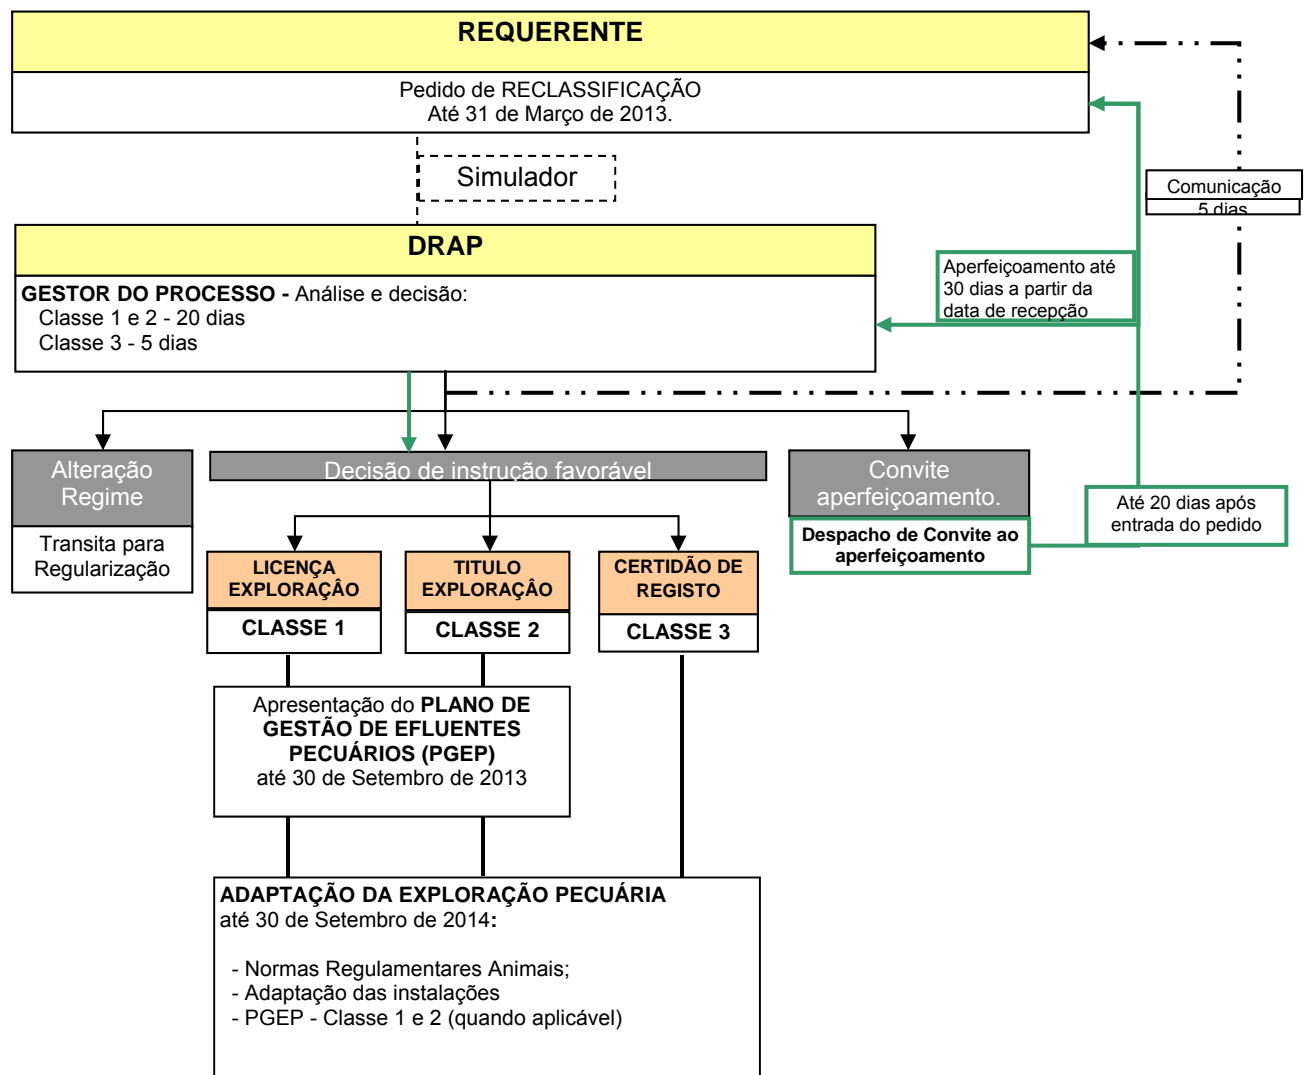 REQUERENTE
Pedido de RECLASSIFICAÇÃO
Até 31 de Março de 2013.
Simulador
Comunicação
5 dias
DRAP
GESTOR DO PROCESSO - Análise e decisão:
Classe 1 e 2 - 20 dias
Classe 3 - 5 dias
Aperfeiçoamento até
30 dias a partir da
data de recepção
Alteração
Regime
Transita para
Regularização
Decisão de instrução favorável
Convite
aperfeiçoamento.
Despacho de Convite ao
aperfeiçoamento
Até 20 dias após
entrada do pedido
LICENÇA
EXPLORAÇÂO
CLASSE 1
TITULO
EXPLORAÇÂO
CLASSE 2
CERTIDÃO DE
REGISTO
CLASSE 3
Apresentação do PLANO DE
GESTÃO DE EFLUENTES
PECUÁRIOS (PGEP)
até 30 de Setembro de 2013
ADAPTAÇÃO DA EXPLORAÇÃO PECUÁRIA
até 30 de Setembro de 2014:
- Normas Regulamentares Animais;
- Adaptação das instalações
- PGEP - Classe 1 e 2 (quando aplicável)